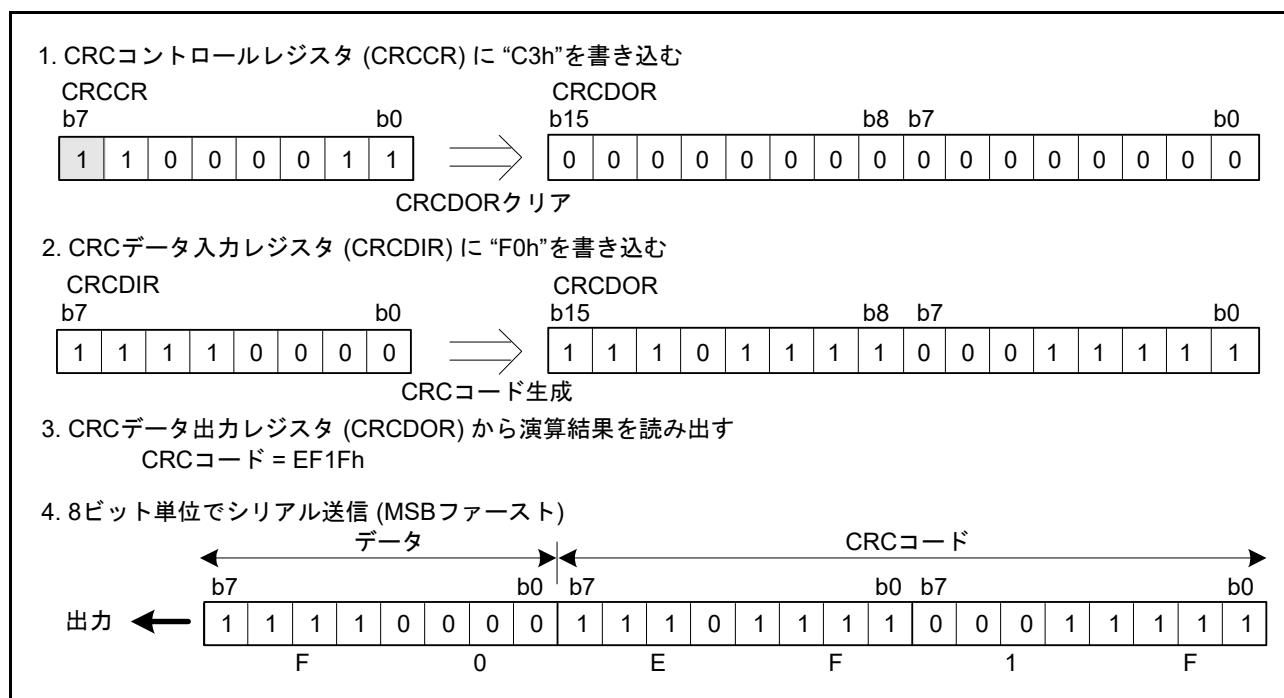 1. CRCコントロールレジスタ (CRCCR) に “C3h”を書き込む
CRCCR CRCDOR
b7 b0 b15 b8 b7 b0
1 1 0 0 0 0 1 1 0 0 0 0 0 0 0 0 0 0 0 0 0 0 0 0
CRCDORクリア
2. CRCデータ入力レジスタ (CRCDIR) に “F0h”を書き込む
CRCDIR CRCDOR
b7 b0 b15 b8 b7 b0
1 1 1 1 0 0 0 0 1 1 1 0 1 1 1 1 0 0 0 1 1 1 1 1
CRCコード生成
3. CRCデータ出力レジスタ (CRCDOR) から演算結果を読み出す
CRCコード = EF1Fh
4. 8ビット単位でシリアル送信 (MSBファースト)
データ CRCコード
b7 b0 b7 b0 b7 b0
出力 1 1 1 1 0 0 0 0 1 1 1 0 1 1 1 1 0 0 0 1 1 1 1 1
F 0 E F 1 F